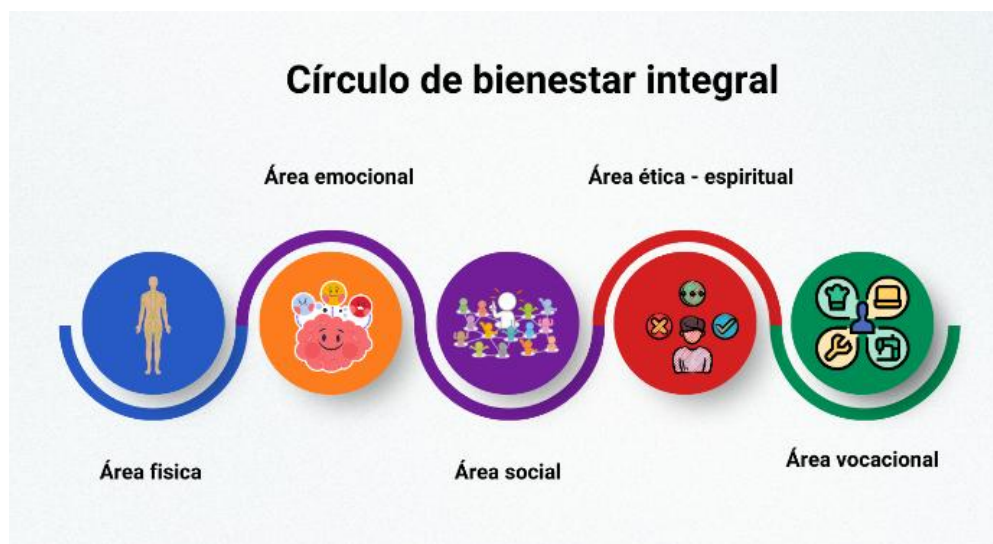 Círculo de bienestar integral
Área emocional
Área ética - espiritual
Área fisica
Área social
Área vocacional